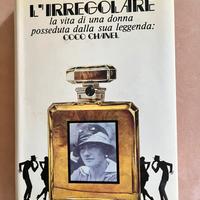 L'IRREGOLARE
la vita di una donna
posseduta dalla sua leggenda:
COCO CHANEL